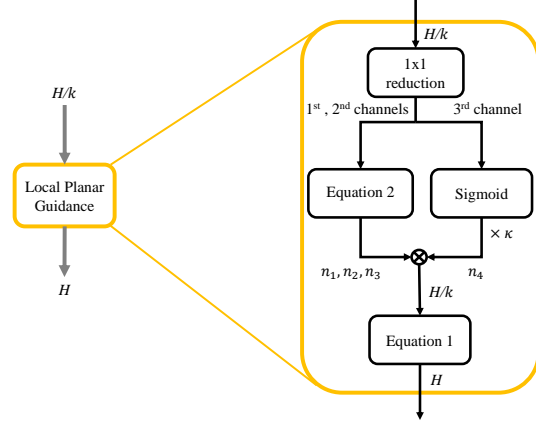 H/k
Local Planar
Guidance
H
H/k
1x1
reduction
1st , 2nd channels
3rd channel
Equation 2
Sigmoid
× κ
n1, n2, n3
n4
H/k
Equation 1
H